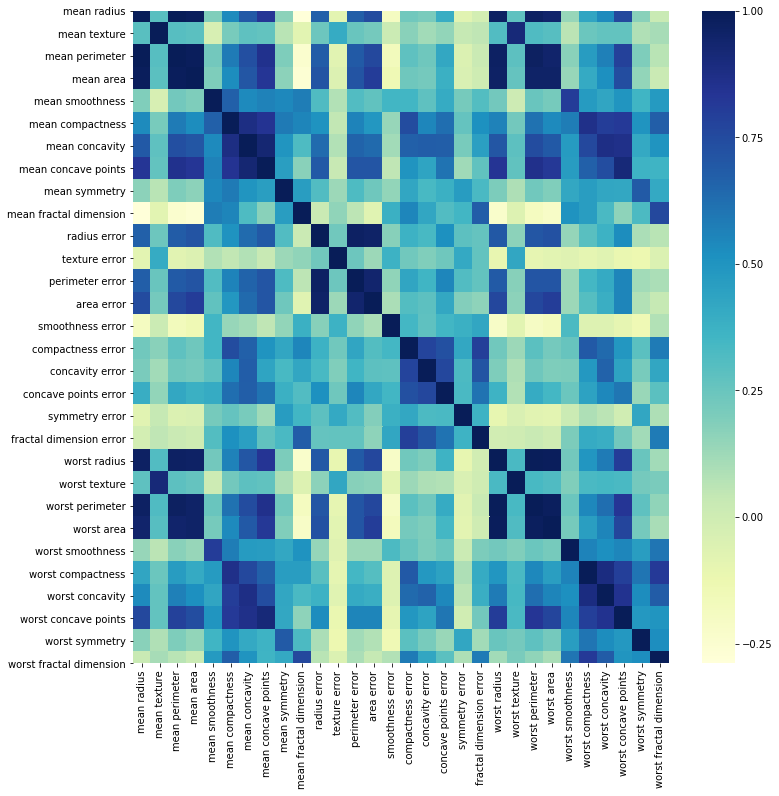 mean radius
mean texture
mean perimeter
mean area
mean smoothness
mean compactness
mean concavity
mean concave points
mean symmetry
mean fractal dimension
radius error
texture error
perimeter error
area error
smoothness error
compactness error
concavity error
concave points error
symmetry error
fractal dimension error
worst radius
worst texture
worst perimeter
worst area
worst smoothness
worst compactness
worst concavity
worst concave points
worst symmetry
worst fractal dimension
mean radius
mean texture
mean perimeter
mean area
mean smoothness
mean compactness
mean concavity
mean concave points
mean symmetry
mean fractal dimension
radius error
texture error
perimeter error
area error
smoothness error
compactness error
concavity error
concave points error
symmetry error
fractal dimension error
worst radius
worst texture
worst perimeter
worst area
worst smoothness
worst compactness
worst concavity
worst concave points
worst symmetry
worst fractal dimension
1.00
0.75
0.50
0.25
0.00
−0.25